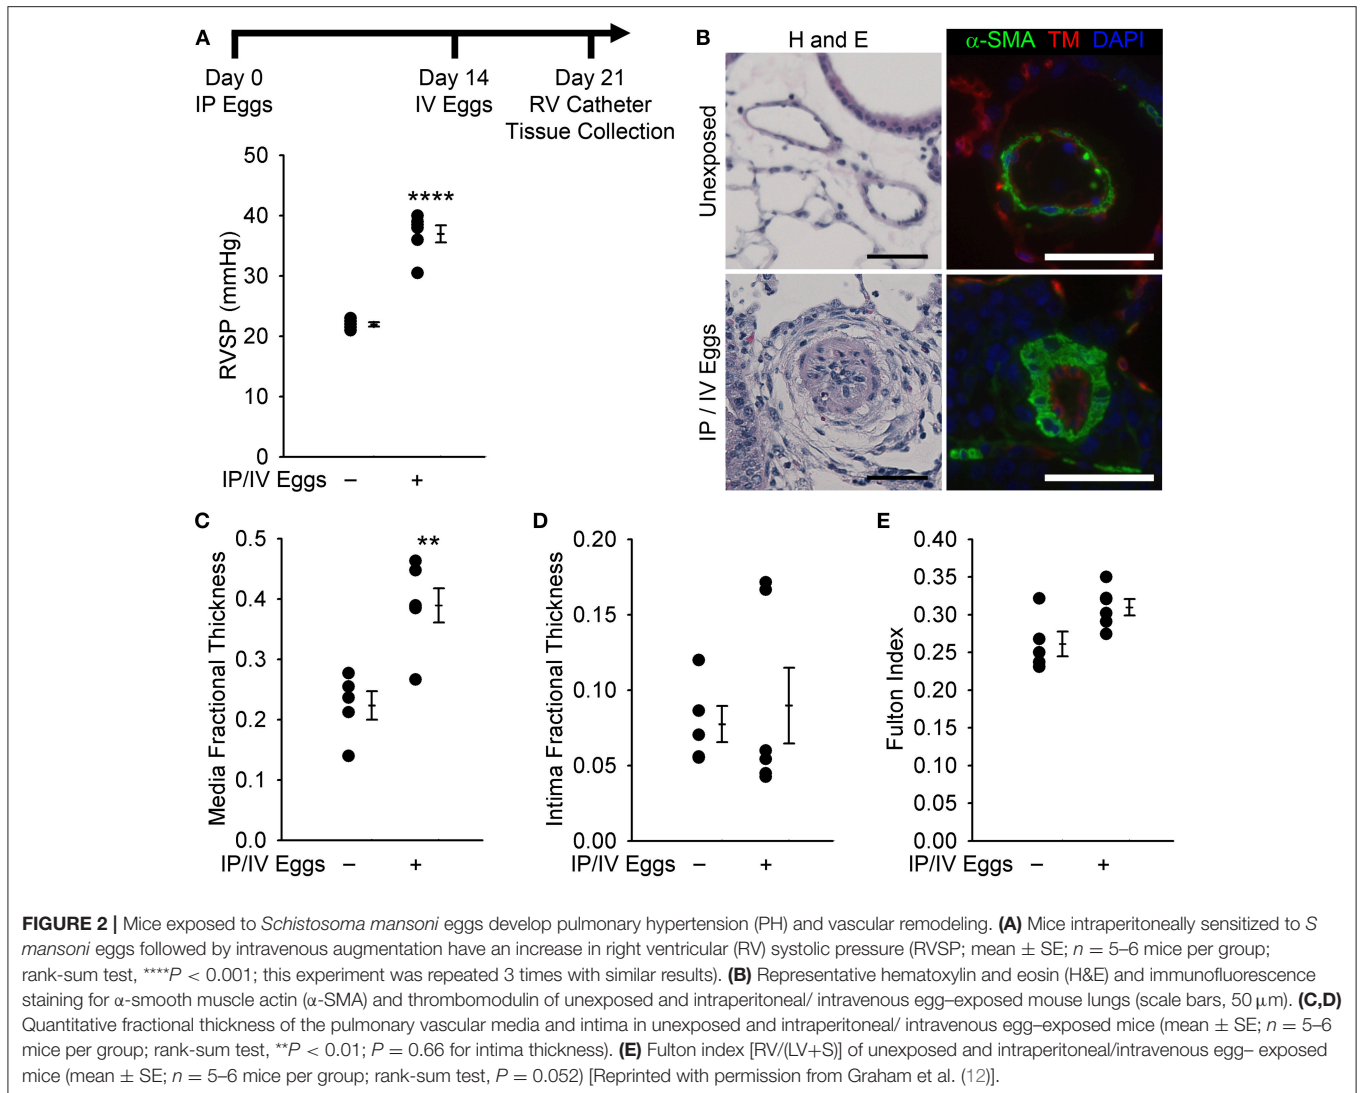 A
Day 0
IP Eggs
Day 14
IV Eggs
Day 21
RV Catheter
Tissue Collection
RVSP (mmHg)
50
40
30
20
10
0
****
IP/IV Eggs − +
B
H and E
α-SMA TM DAPI
Unexposed
IP / IV Eggs
C
Media Fractional Thickness
0.5
0.4
0.3
0.2
0.1
0.0
**
IP/IV Eggs − +
D
Intima Fractional Thickness
0.20
0.15
0.10
0.05
0.00
IP/IV Eggs − +
E
Fulton Index
0.40
0.35
0.30
0.25
0.20
0.15
0.10
0.05
0.00
IP/IV Eggs − +
FIGURE 2 | Mice exposed to Schistosoma mansoni eggs develop pulmonary hypertension (PH) and vascular remodeling. (A) Mice intraperitoneally sensitized to S
mansoni eggs followed by intravenous augmentation have an increase in right ventricular (RV) systolic pressure (RVSP; mean ± SE; n = 5–6 mice per group;
rank-sum test, ****P < 0.001; this experiment was repeated 3 times with similar results). (B) Representative hematoxylin and eosin (H&E) and immunofluorescence
staining for α-smooth muscle actin (α-SMA) and thrombomodulin of unexposed and intraperitoneal/ intravenous egg–exposed mouse lungs (scale bars, 50 μm). (C,D)
Quantitative fractional thickness of the pulmonary vascular media and intima in unexposed and intraperitoneal/ intravenous egg–exposed mice (mean ± SE; n = 5–6
mice per group; rank-sum test, **P < 0.01; P = 0.66 for intima thickness). (E) Fulton index [RV/(LV+S)] of unexposed and intraperitoneal/intravenous egg– exposed
mice (mean ± SE; n = 5–6 mice per group; rank-sum test, P = 0.052) [Reprinted with permission from Graham et al. (12)].